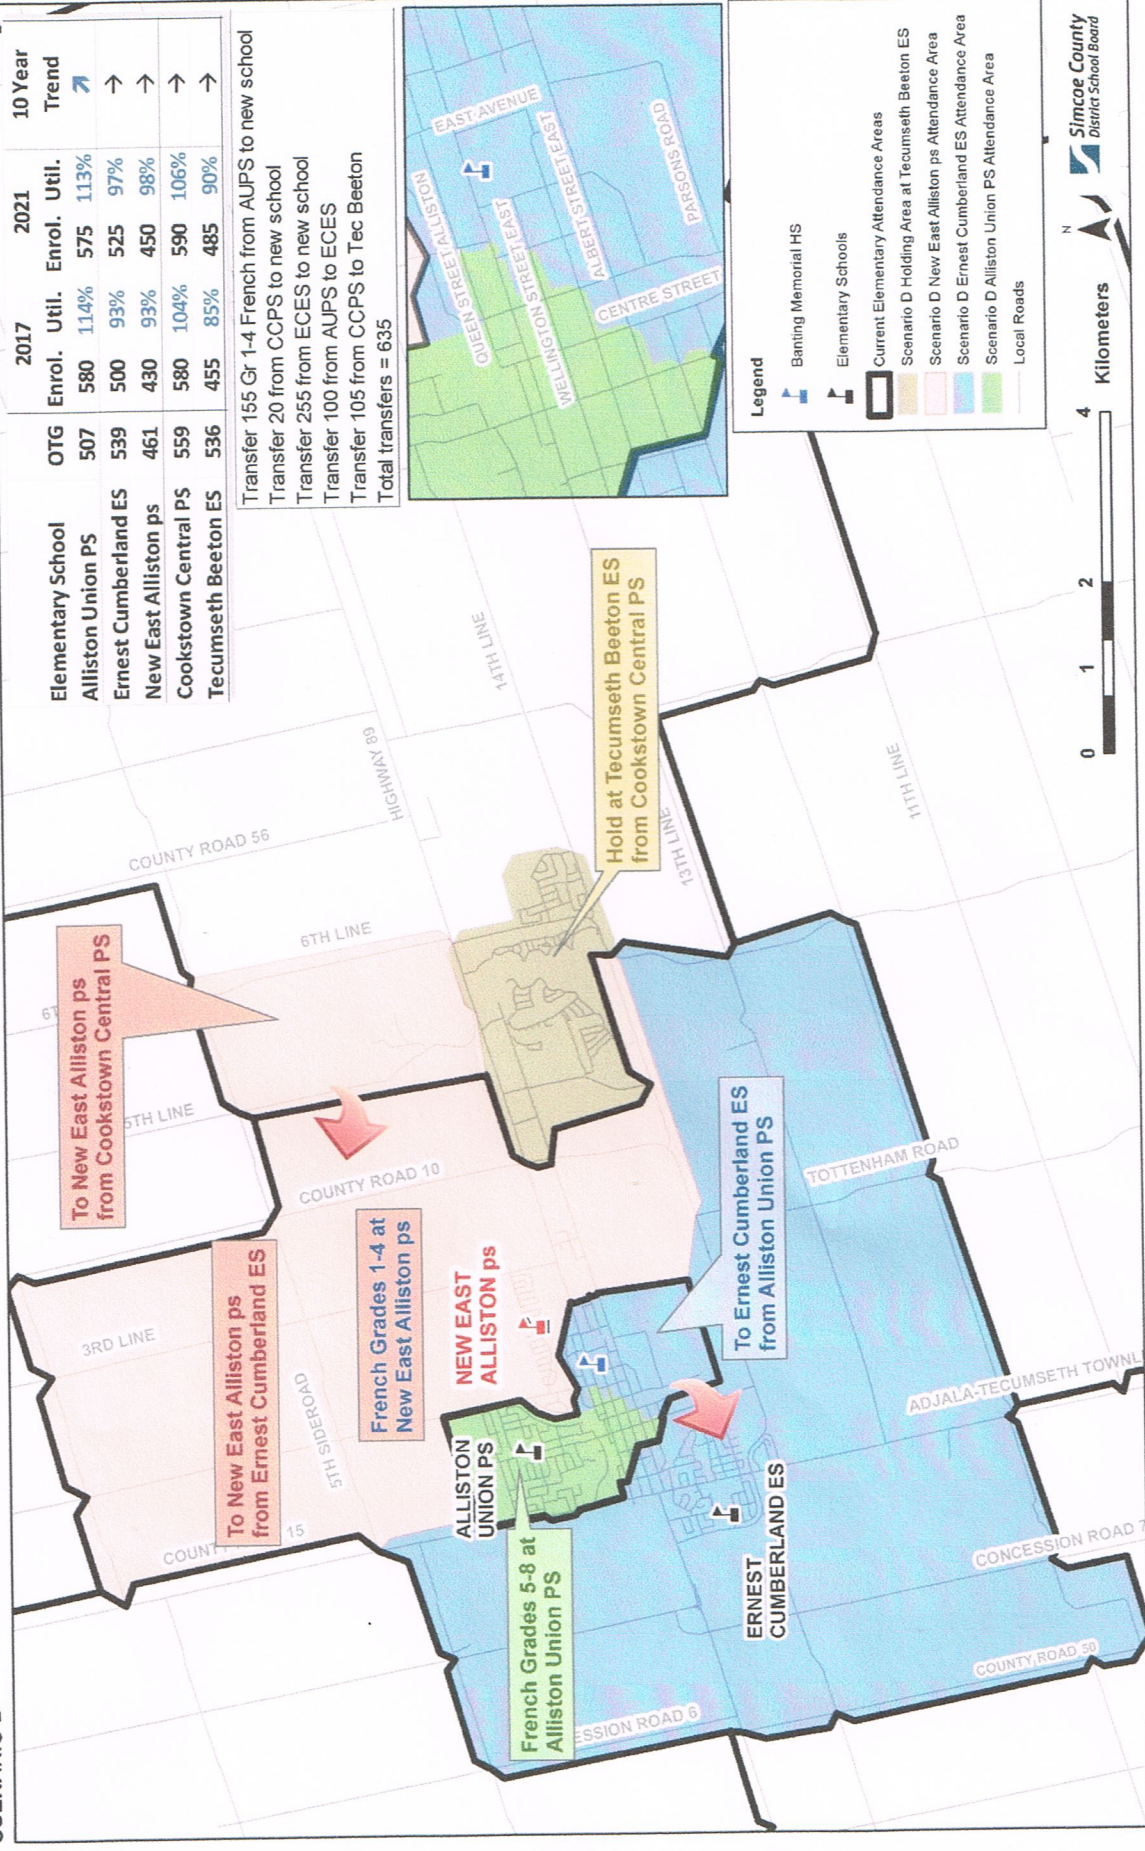 2017 2021 10 Year
Elementary School OTG Enrol. Util. Enrol. Util. Trend
Alliston Union PS 507 580 114% 575 113%
Ernest Cumberland ES 539 500 93% 525 97% →
New East Alliston ps 461 430 93% 450 98% →
Cookstown Central PS 559 580 104% 590 106% →
Tecumseth Beeton ES 536 455 85% 485 90% →
Transfer 155 Gr 1-4 French from AUPS to new school
Transfer 20 from CCPS to new school
Transfer 255 from ECES to new school
Transfer 100 from AUPS to ECES
Transfer 105 from CCPS to Tec Beeton
Total transfers = 635
QUEEN STREET ALLISTON
EAST AVENUE
WELLINGTON STREET EAST
ALBERT STREET EAST
CENTRE STREET
PARSONS ROAD
Legend
Banting Memorial HS
Elementary Schools
Current Elementary Attendance Areas
Scenario D Holding Area at Tecumseth Beeton ES
Scenario D New East Alliston ps Attendance Area
Scenario D Ernest Cumberland ES Attendance Area
Scenario D Alliston Union PS Attendance Area
Local Roads
0 1 2 4
Kilometers
N
Simcoe County
District School Board
To New East Alliston ps
from Cookstown Central PS
To New East Alliston ps
from Ernest Cumberland ES
French Grades 1-4 at
New East Alliston ps
NEW EAST
ALLISTON ps
ALLISTON
UNION PS
French Grades 5-8 at
Alliston Union PS
ERNEST
CUMBERLAND ES
To Ernest Cumberland ES
from Alliston Union PS
Hold at Tecumseth Beeton ES
from Cookstown Central PS
3RD LINE
5TH SIDEROAD
15
COUNTY ROAD 10
5TH LINE
6TH LINE
COUNTY ROAD 56
HIGHWAY 89
14TH LINE
13TH LINE
11TH LINE
TOTTENHAM ROAD
ADJALA-TECUMSETH TOWNL
CONCESSION ROAD 7
COUNTY ROAD 50
ESSION ROAD 6